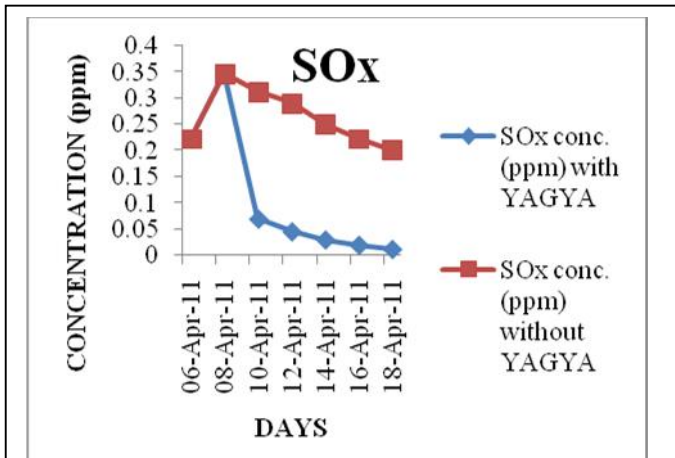 SOx
CONCENTRATION (ppm)
0.4
0.35
0.3
0.25
0.2
0.15
0.1
0.05
0
06-Apr-11
08-Apr-11
10-Apr-11
12-Apr-11
14-Apr-11
16-Apr-11
18-Apr-11
DAYS
SOx conc.
(ppm) with
YAGYA
SOx conc.
(ppm)
without
YAGYA